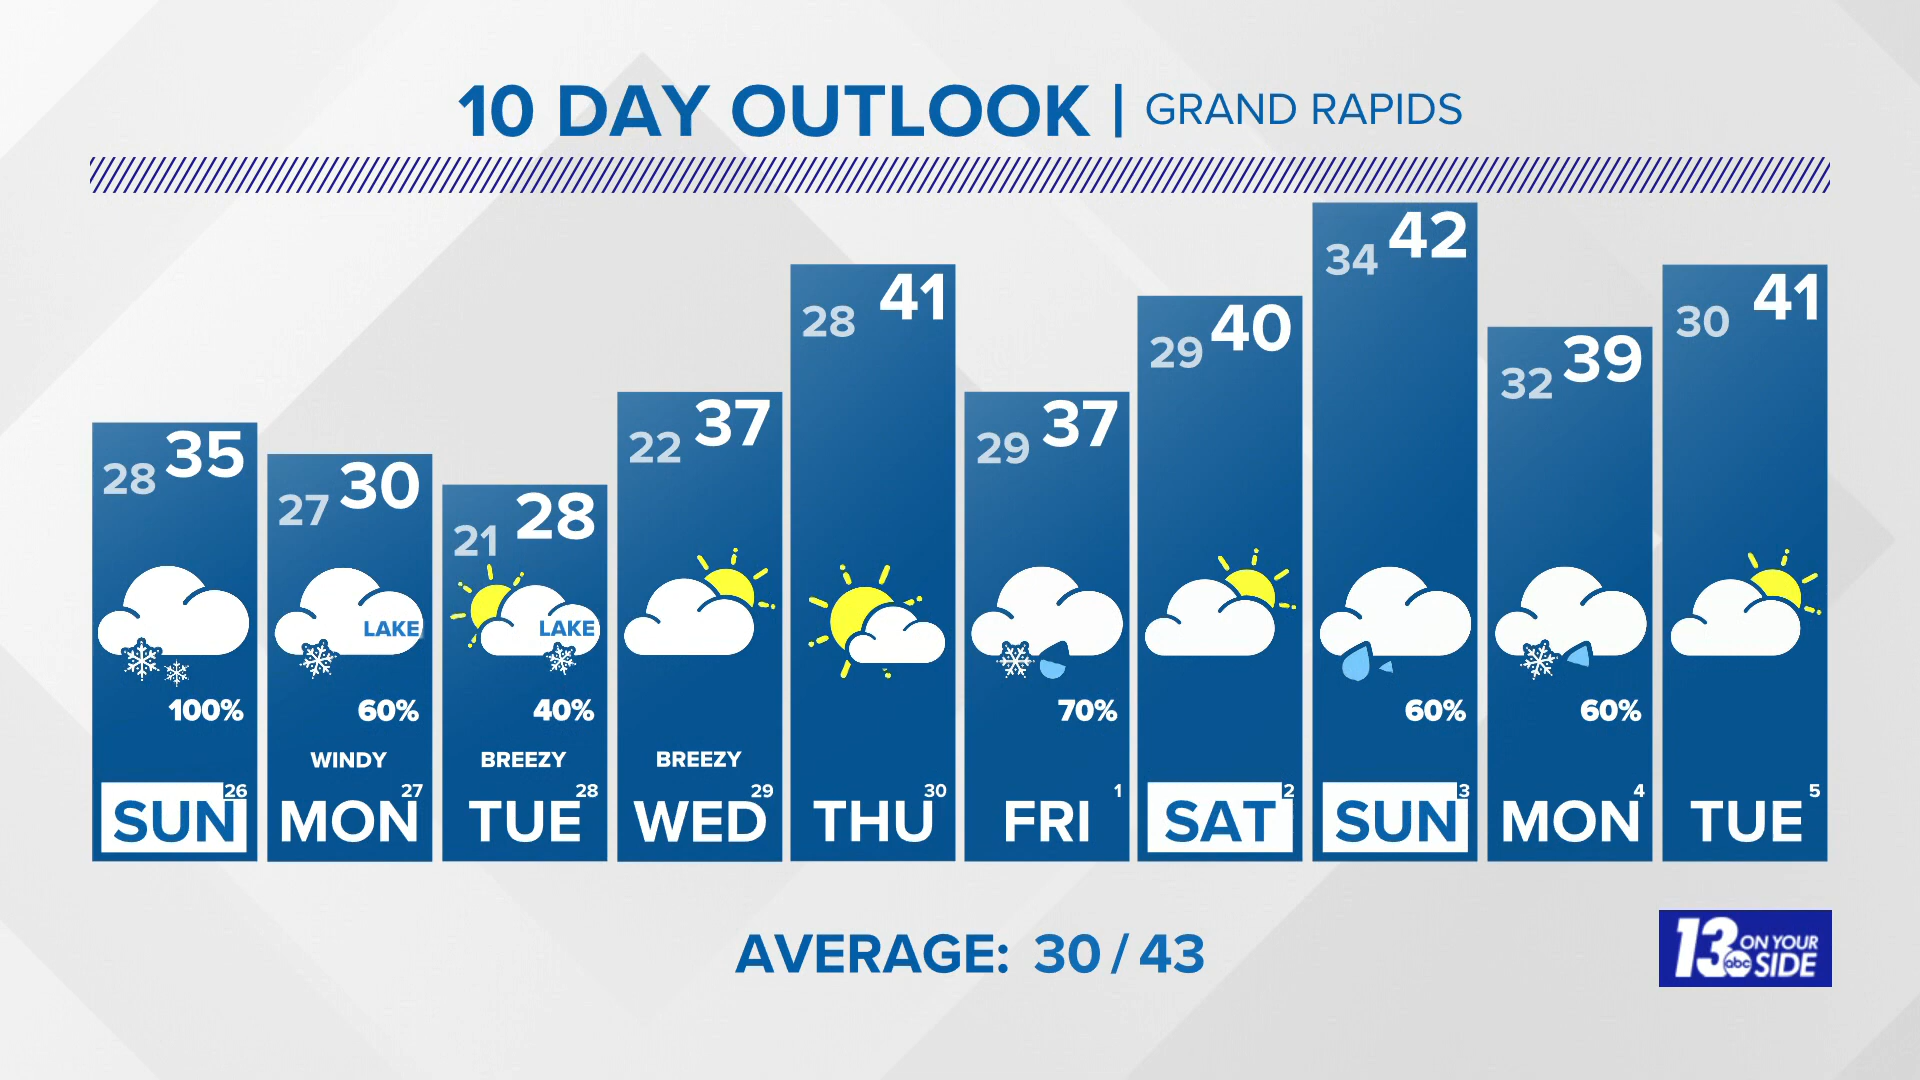 10 DAY OUTLOOK | GRAND RAPIDS
28 35
100%
SUN 26
27 30
LAKE
60%
WINDY
MON 27
21 28
LAKE
40%
BREEZY
TUE 28
22 37
BREEZY
WED 29
28 41
THU 30
29 37
70%
FRI 1
29 40
SAT 2
34 42
60%
SUN 3
32 39
60%
MON 4
30 41
TUE 5
AVERAGE: 30 / 43
13 ON YOUR SIDE
abc